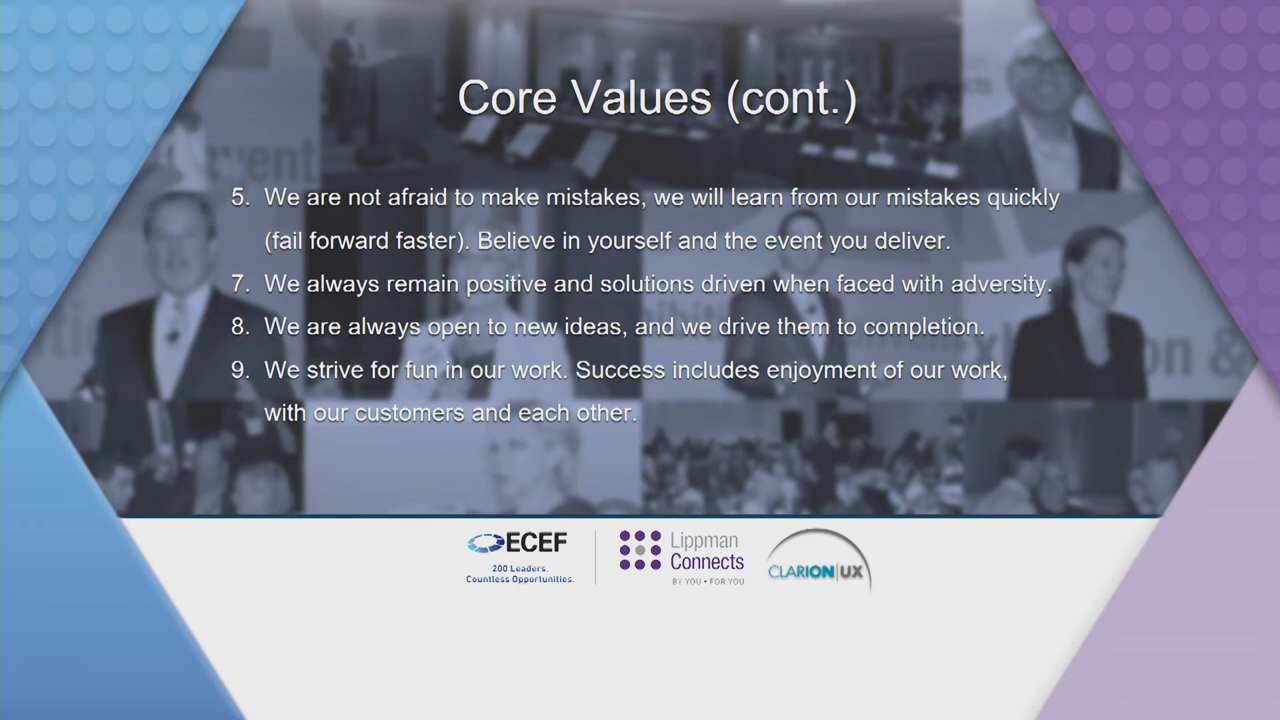 Core Values (cont.)
5. We are not afraid to make mistakes, we will learn from our mistakes quickly
(fail forward faster). Believe in yourself and the event you deliver.
7. We always remain positive and solutions driven when faced with adversity.
8. We are always open to new ideas, and we drive them to completion.
9. We strive for fun in our work. Success includes enjoyment of our work,
with our customers and each other.
ECEF
200 Leaders.
Countless Opportunities.
Lippman
Connects
BY YOU • FOR YOU
CLARION|UX